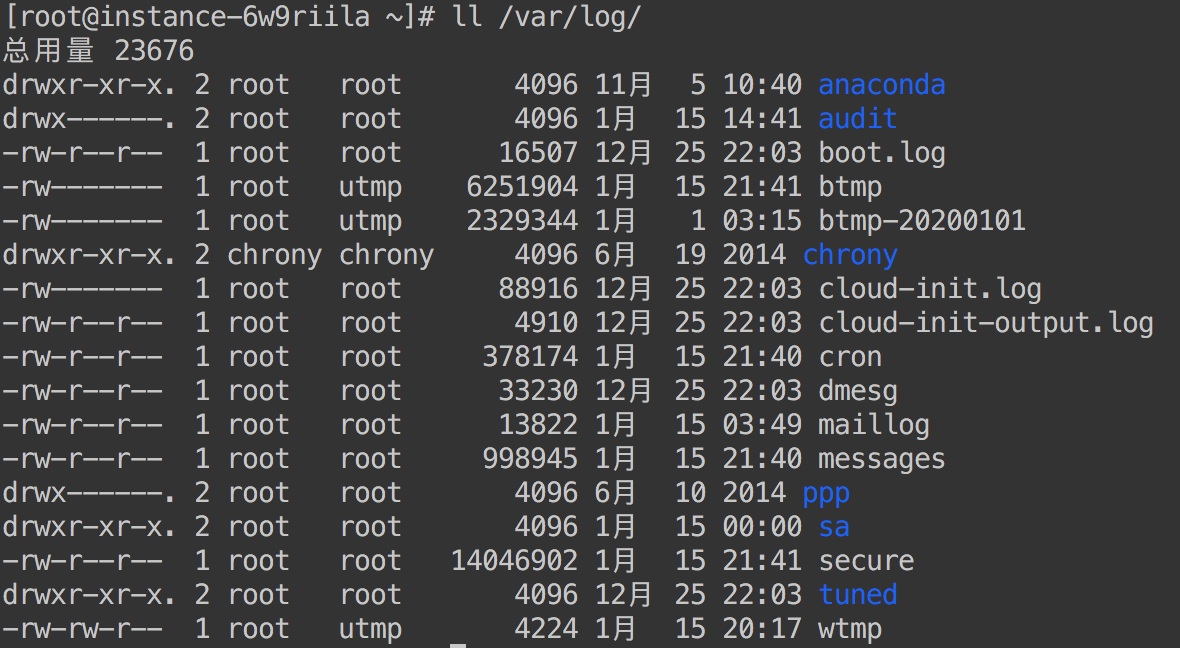 [root@instance-6w9riila ~]# ll /var/log/
总用量 23676
drwxr-xr-x. 2 root   root       4096 11月  5 10:40 anaconda
drwx------. 2 root   root       4096 1月  15 14:41 audit
-rw-r--r--  1 root   root      16507 12月 25 22:03 boot.log
-rw-------  1 root   utmp    6251904 1月  15 21:41 btmp
-rw-------  1 root   utmp    2329344 1月   1 03:15 btmp-20200101
drwxr-xr-x. 2 chrony chrony     4096 6月  19 2014 chrony
-rw-------  1 root   root      88916 12月 25 22:03 cloud-init.log
-rw-r--r--  1 root   root       4910 12月 25 22:03 cloud-init-output.log
-rw-r--r--  1 root   root     378174 1月  15 21:40 cron
-rw-r--r--  1 root   root      33230 12月 25 22:03 dmesg
-rw-r--r--  1 root   root      13822 1月  15 03:49 maillog
-rw-r--r--  1 root   root     998945 1月  15 21:40 messages
drwx------. 2 root   root       4096 6月  10 2014 ppp
drwxr-xr-x. 2 root   root       4096 1月  15 00:00 sa
-rw-r--r--  1 root   root   14046902 1月  15 21:41 secure
drwxr-xr-x. 2 root   root       4096 12月 25 22:03 tuned
-rw-rw-r--  1 root   utmp       4224 1月  15 20:17 wtmp